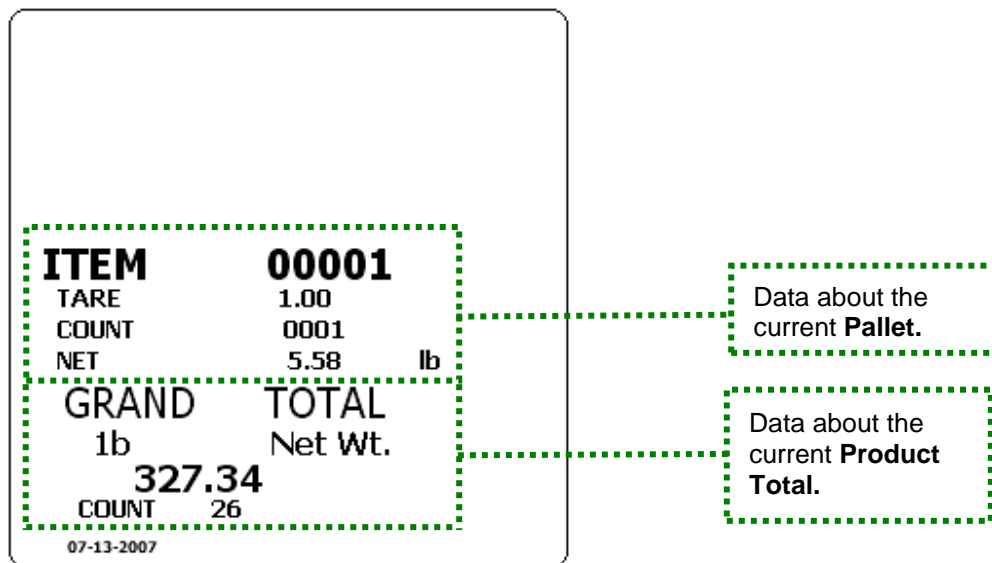 ITEM 00001
TARE 1.00
COUNT 0001
NET 5.58 lb
GRAND TOTAL
1b Net Wt.
327.34
COUNT 26
07-13-2007
Data about the
current Pallet.
Data about the
current Product
Total.